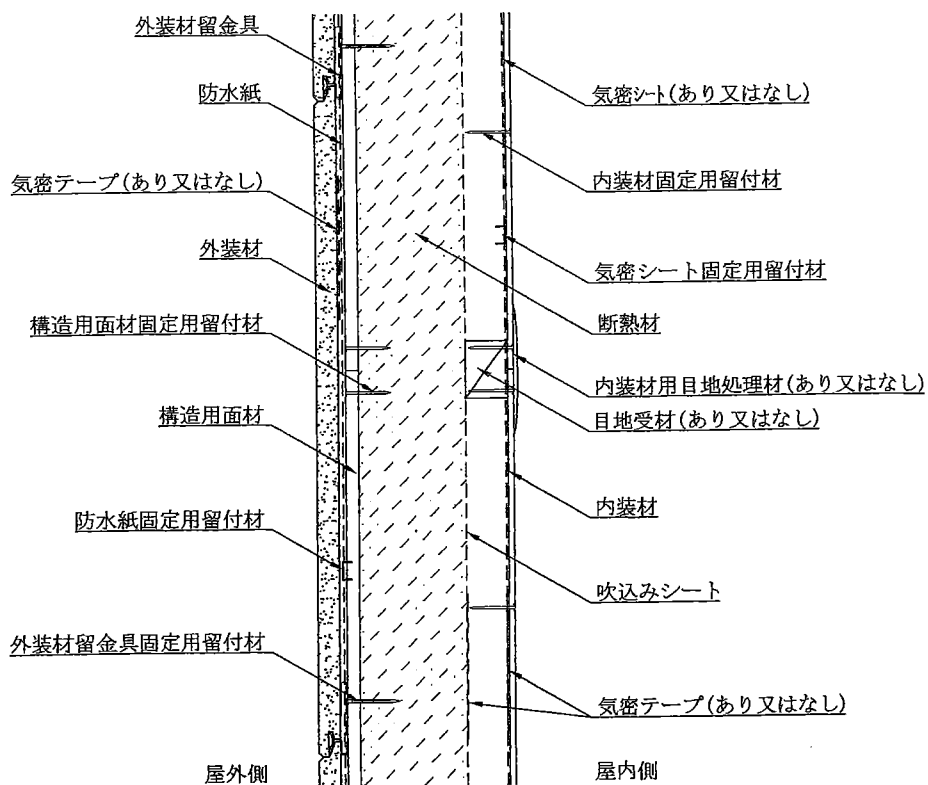 外装材留金具
防水紙
気密テープ(あり又はなし)
外装材
構造用面材固定用留付材
構造用面材
防水紙固定用留付材
外装材留金具固定用留付材
屋外側
気密シート(あり又はなし)
内装材固定用留付材
気密シート固定用留付材
断熱材
内装材用目地処理材(あり又はなし)
目地受材(あり又はなし)
内装材
吹込みシート
気密テープ(あり又はなし)
屋内側